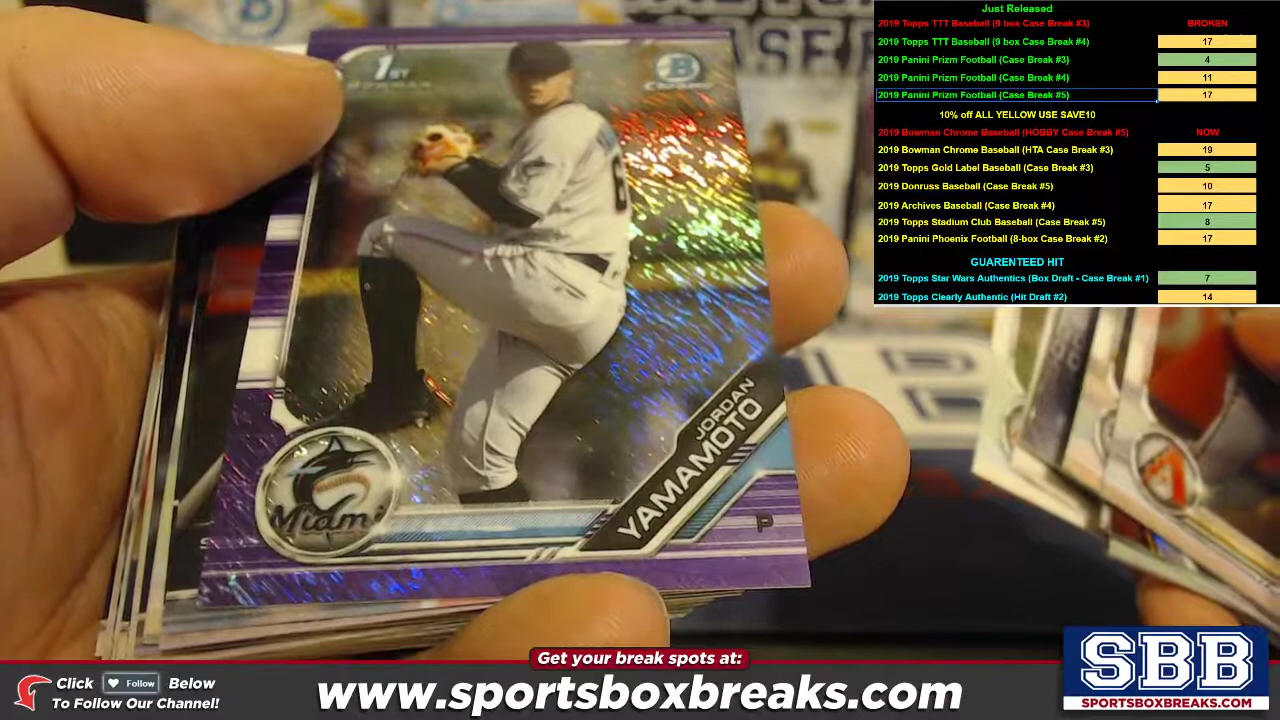 Just Released
2019 Topps TTT Baseball (9 box Case Break #3) BROKEN
2019 Topps TTT Baseball (9 box Case Break #4) 17
2019 Panini Prizm Football (Case Break #3) 4
2019 Panini Prizm Football (Case Break #4) 11
2019 Panini Prizm Football (Case Break #5) 17
10% off ALL YELLOW USE SAVE10
2019 Bowman Chrome Baseball (HOBBY Case Break #5) NOW
2019 Bowman Chrome Baseball (HTA Case Break #3) 19
2019 Topps Gold Label Baseball (Case Break #3) 5
2019 Donruss Baseball (Case Break #5) 10
2019 Archives Baseball (Case Break #4) 17
2019 Topps Stadium Club Baseball (Case Break #5) 8
2019 Panini Phoenix Football (8-box Case Break #2) 17
GUARENTEED HIT
2019 Topps Star Wars Authentics (Box Draft - Case Break #1) 7
2019 Topps Clearly Authentic (Hit Draft #2) 14
1ST
B
6
JORDAN
YAMAMOTO
Miami
P
Get your break spots at:
Click Follow Below
To Follow Our Channel!
www.sportsboxbreaks.com
SBB
SPORTSBOXBREAKS.COM